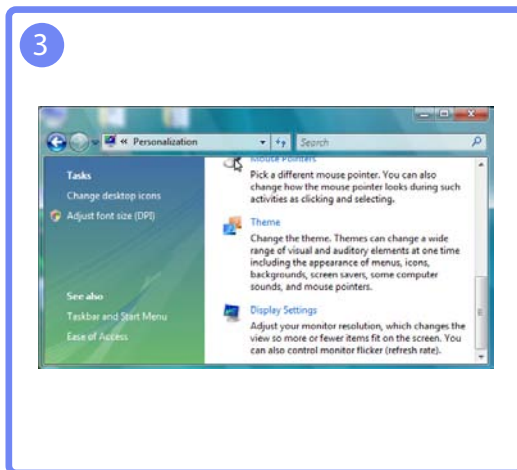 3
« Personalization
Search
Tasks
Change desktop icons
Adjust font size (DPI)
See also
Taskbar and Start Menu
Ease of Access
Mouse Pointers
Pick a different mouse pointer. You can also
change how the mouse pointer looks during such
activities as clicking and selecting.
Theme
Change the theme. Themes can change a wide
range of visual and auditory elements at one time
including the appearance of menus, icons,
backgrounds, screen savers, some computer
sounds, and mouse pointers.
Display Settings
Adjust your monitor resolution, which changes the
view so more or fewer items fit on the screen. You
can also control monitor flicker (refresh rate).